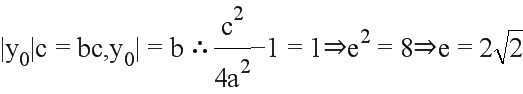 |y₀|c = bc,y₀| = b ∴ c²/4a² −1 = 1⇒e² = 8⇒e = 2√2